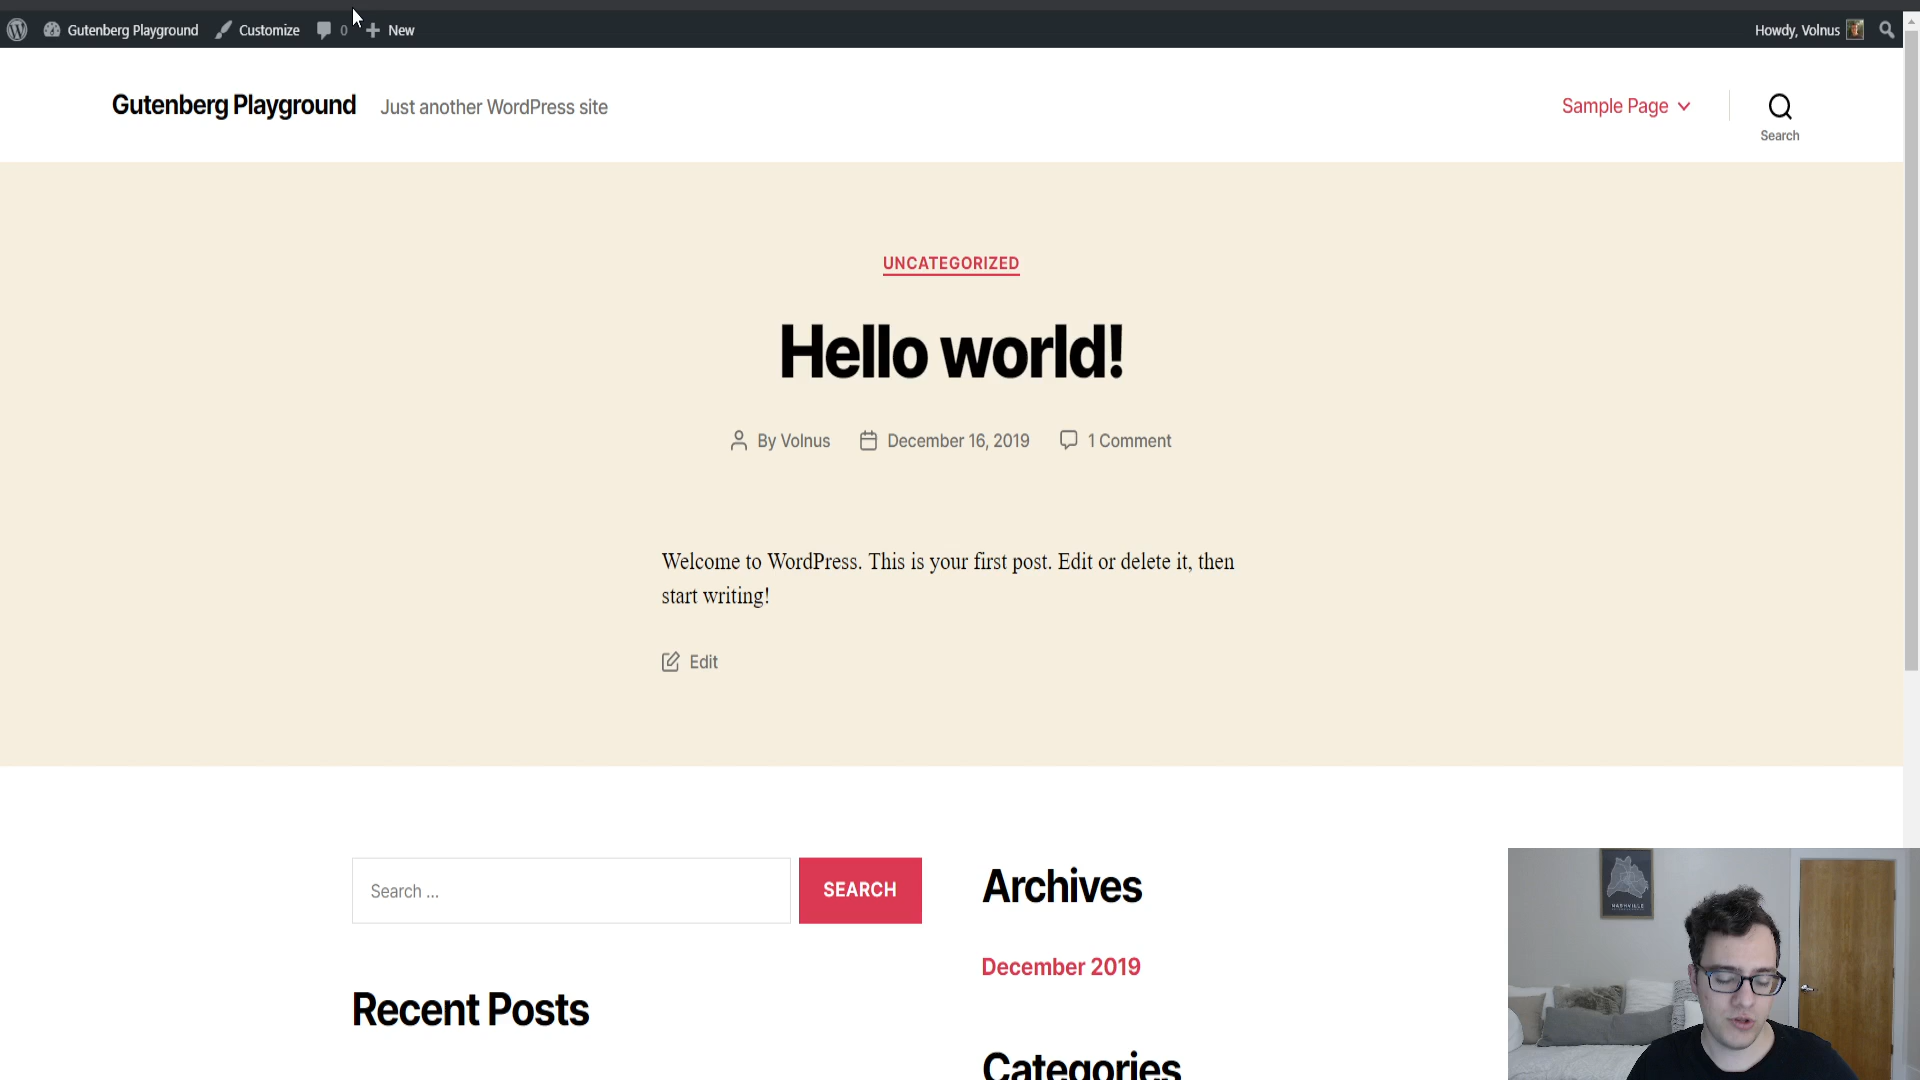 Gutenberg Playground Customize 0 New Howdy, Volnus
Gutenberg Playground Just another WordPress site Sample Page
Search
UNCATEGORIZED
Hello world!
By Volnus December 16, 2019 1 Comment
Welcome to WordPress. This is your first post. Edit or delete it, then
start writing!
Edit
Search ... SEARCH
Archives
December 2019
Recent Posts
Categories
NASHVILLE